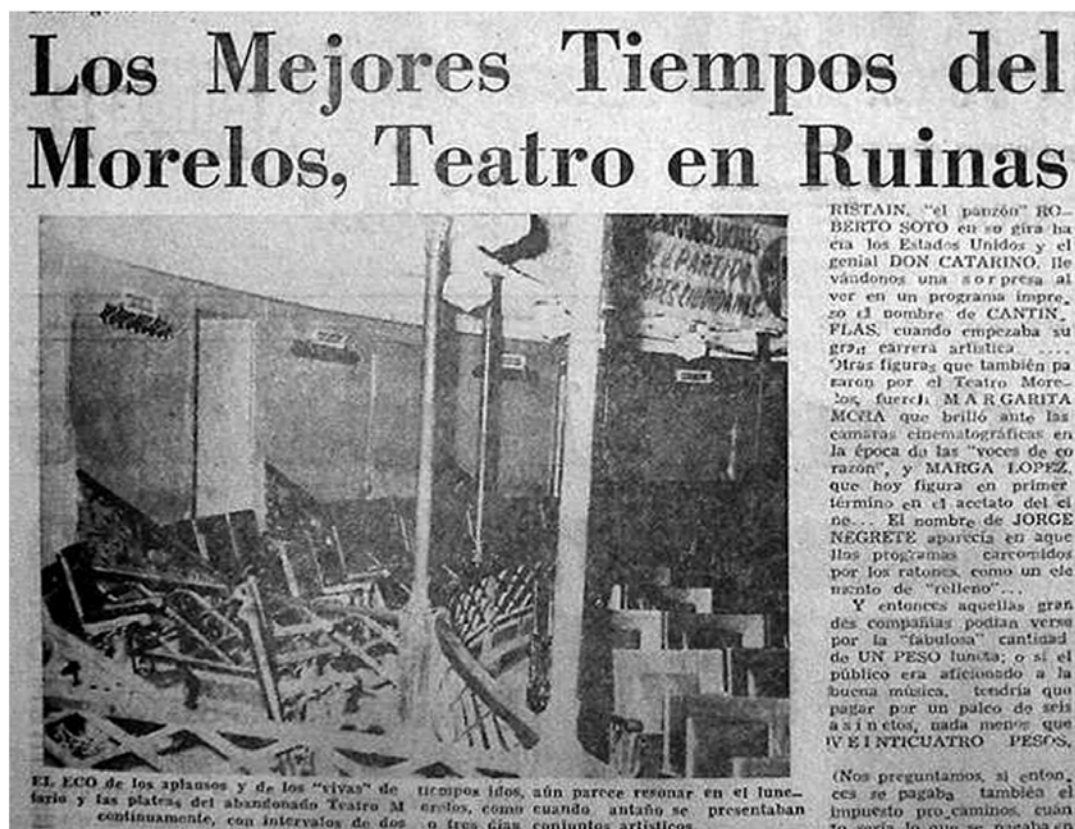 Los Mejores Tiempos del
Morelos, Teatro en Ruinas
RISTAIN, "el panzón" RO-
BERTO SOTO en su gira ha
cia los Estados Unidos y el
genial DON CATARINO, lle
vándonos una sorpresa al
ver en un programa impre-
so el nombre de CANTIN-
FLAS, cuando empezaba su
gran carrera artística ....
Otras figuras que también pa
saron por el Teatro More-
los, fueron MARGARITA
MORA que brilló ante las
cámaras cinematográficas en
la época de las "voces de co
razón", y MARGA LOPEZ,
que hoy figura en primer
término en el acetato del ci
ne... El nombre de JORGE
NEGRETE aparecía en aque
llos programas carcomidos
por los ratones, como un ele
mento de "relleno"...
Y entonces aquellas gran
des compañías podían verse
por la "fabulosa" cantidad
de UN PESO luneta; o si el
público era aficionado a la
buena música, tendría que
pagar por un palco de seis
asientos, nada menos que
VEINTICUATRO PESOS.
(Nos preguntamos, si enton-
ces se pagaba también el
impuesto pro-caminos, cuán
EL ECO de los aplausos y de los "vivas" de
tario y las plateas del abandonado Teatro M
continuamente, con intervalos de dos
tiempos idos, aún parece resonar en el lune-
orelos, como cuando antaño se presentaban
o tres días conjuntos artísticos